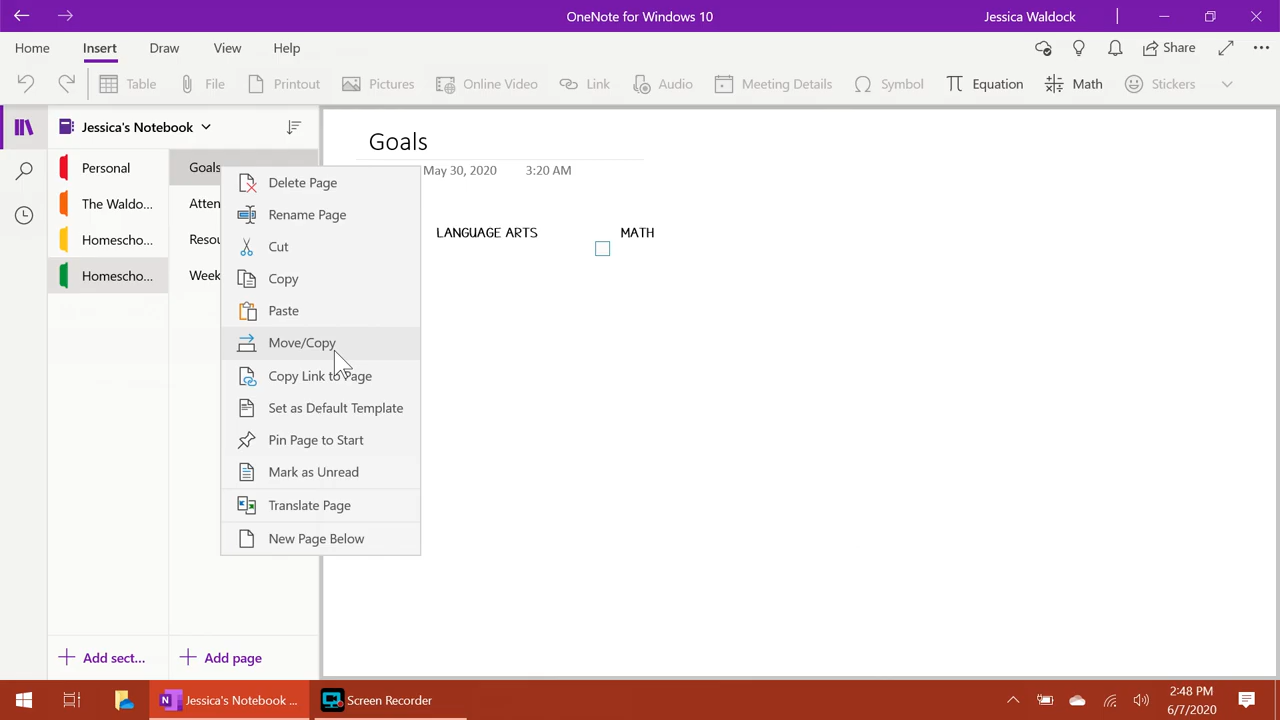 OneNote for Windows 10
Jessica Waldock
Home
Insert
Draw
View
Help
Share
Table
File
Printout
Pictures
Online Video
Link
Audio
Meeting Details
Symbol
Equation
Math
Stickers
Jessica's Notebook
Personal
The Waldo...
Homescho...
Homescho...
Goals
Atten
Resou
Week
Delete Page
Rename Page
Cut
Copy
Paste
Move/Copy
Copy Link to Page
Set as Default Template
Pin Page to Start
Mark as Unread
Translate Page
New Page Below
Goals
May 30, 2020 3:20 AM
LANGUAGE ARTS
MATH
Add sect...
Add page
Jessica's Notebook ...
Screen Recorder
2:48 PM
6/7/2020